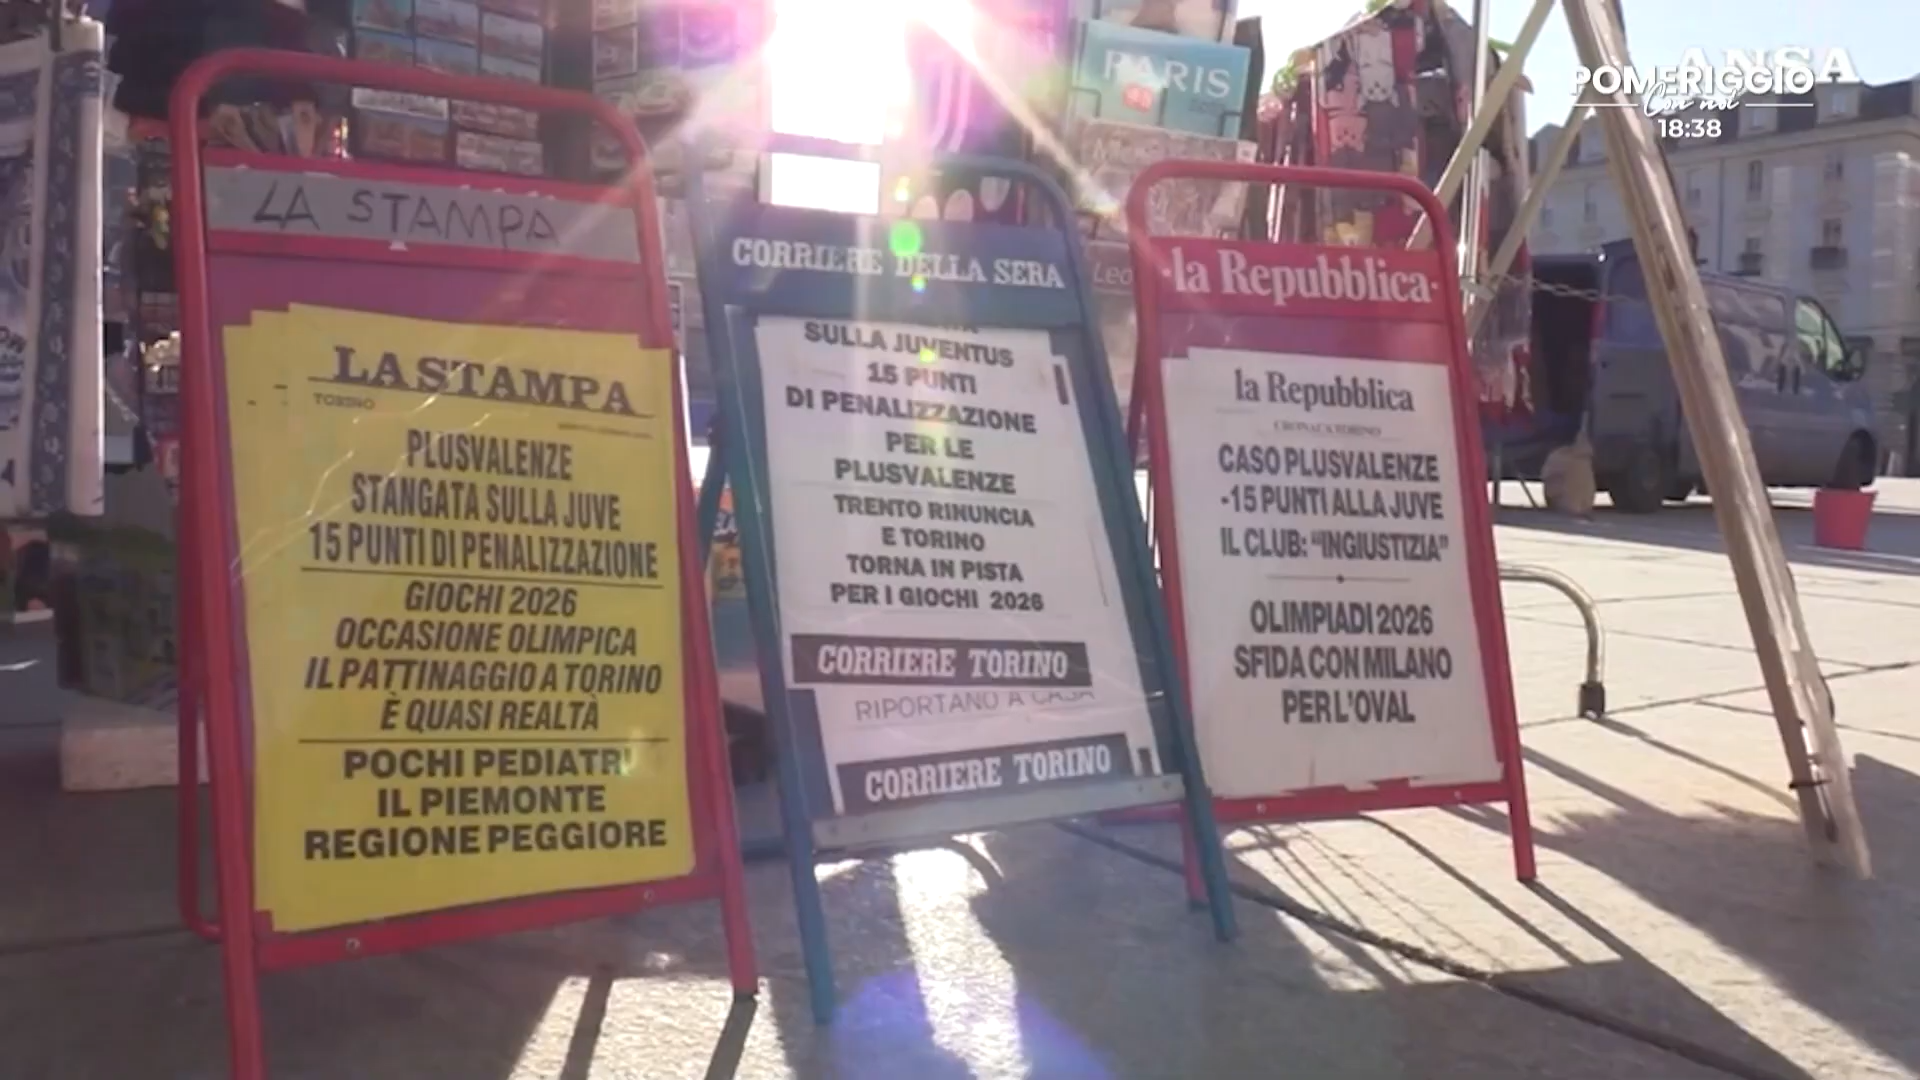 ANSA
POMERIGGIO
Con noi
18:38
PARIS
LA STAMPA
LA STAMPA
TORINO
PLUSVALENZE
STANGATA SULLA JUVE
15 PUNTI DI PENALIZZAZIONE
GIOCHI 2026
OCCASIONE OLIMPICA
IL PATTINAGGIO A TORINO
È QUASI REALTÀ
POCHI PEDIATRI
IL PIEMONTE
REGIONE PEGGIORE
CORRIERE DELLA SERA
SULLA JUVENTUS
15 PUNTI
DI PENALIZZAZIONE
PER LE
PLUSVALENZE
TRENTO RINUNCIA
E TORINO
TORNA IN PISTA
PER I GIOCHI 2026
CORRIERE TORINO
RIPORTANO A CASA
CORRIERE TORINO
·la Repubblica·
la Repubblica
CRONACA TORINO
CASO PLUSVALENZE
-15 PUNTI ALLA JUVE
IL CLUB: “INGIUSTIZIA”
OLIMPIADI 2026
SFIDA CON MILANO
PER L'OVAL